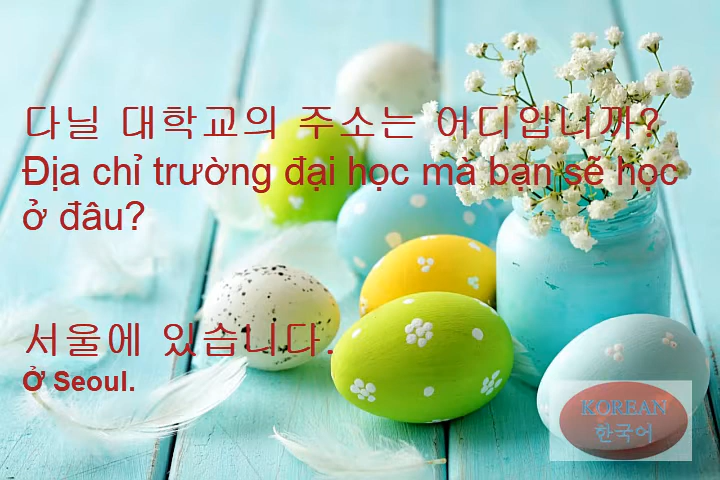 다닐 대학교의 주소는 어디입니까?
Địa chỉ trường đại học mà bạn sẽ học
ở đâu?
서울에 있습니다.
Ở Seoul.
KOREAN
한국어